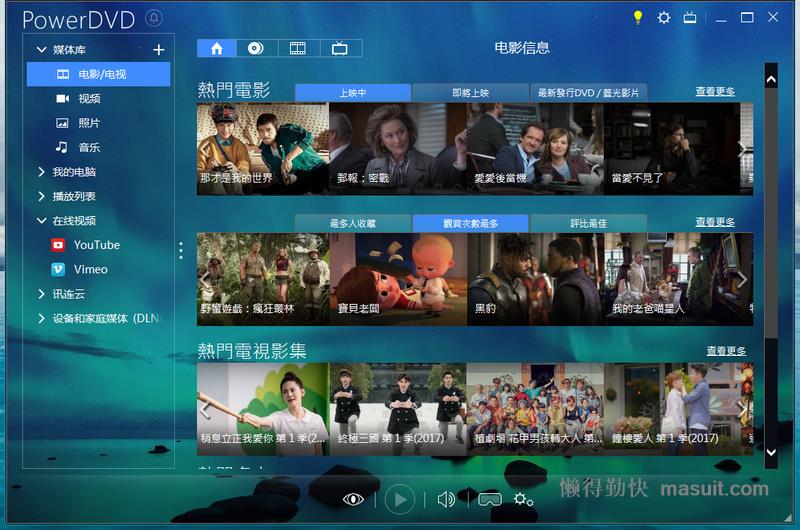 PowerDVD
媒体库
电影/电视
视频
照片
音乐
我的电脑
播放列表
在线视频
YouTube
Vimeo
讯连云
设备和家庭媒体 (DLN
电影信息
熱門電影 上映中 即將上映 最新發行DVD / 藍光影片 查看更多
那才是我的世界 郵報：密戰 愛愛後當機 當愛不見了
最多人收藏 觀賞次數最多 評比最佳 查看更多
野蠻遊戲：瘋狂叢林 寶貝老闆 黑豹 我的老爸喵星人
熱門電視影集 查看更多
稍息立正我愛你 第 1 季(2... 終極三國 第 1 季(2017) 植劇場 花甲男孩轉大人 第... 鐘樓愛人 第 1 季(2017)
懒得勤快 masuit.com